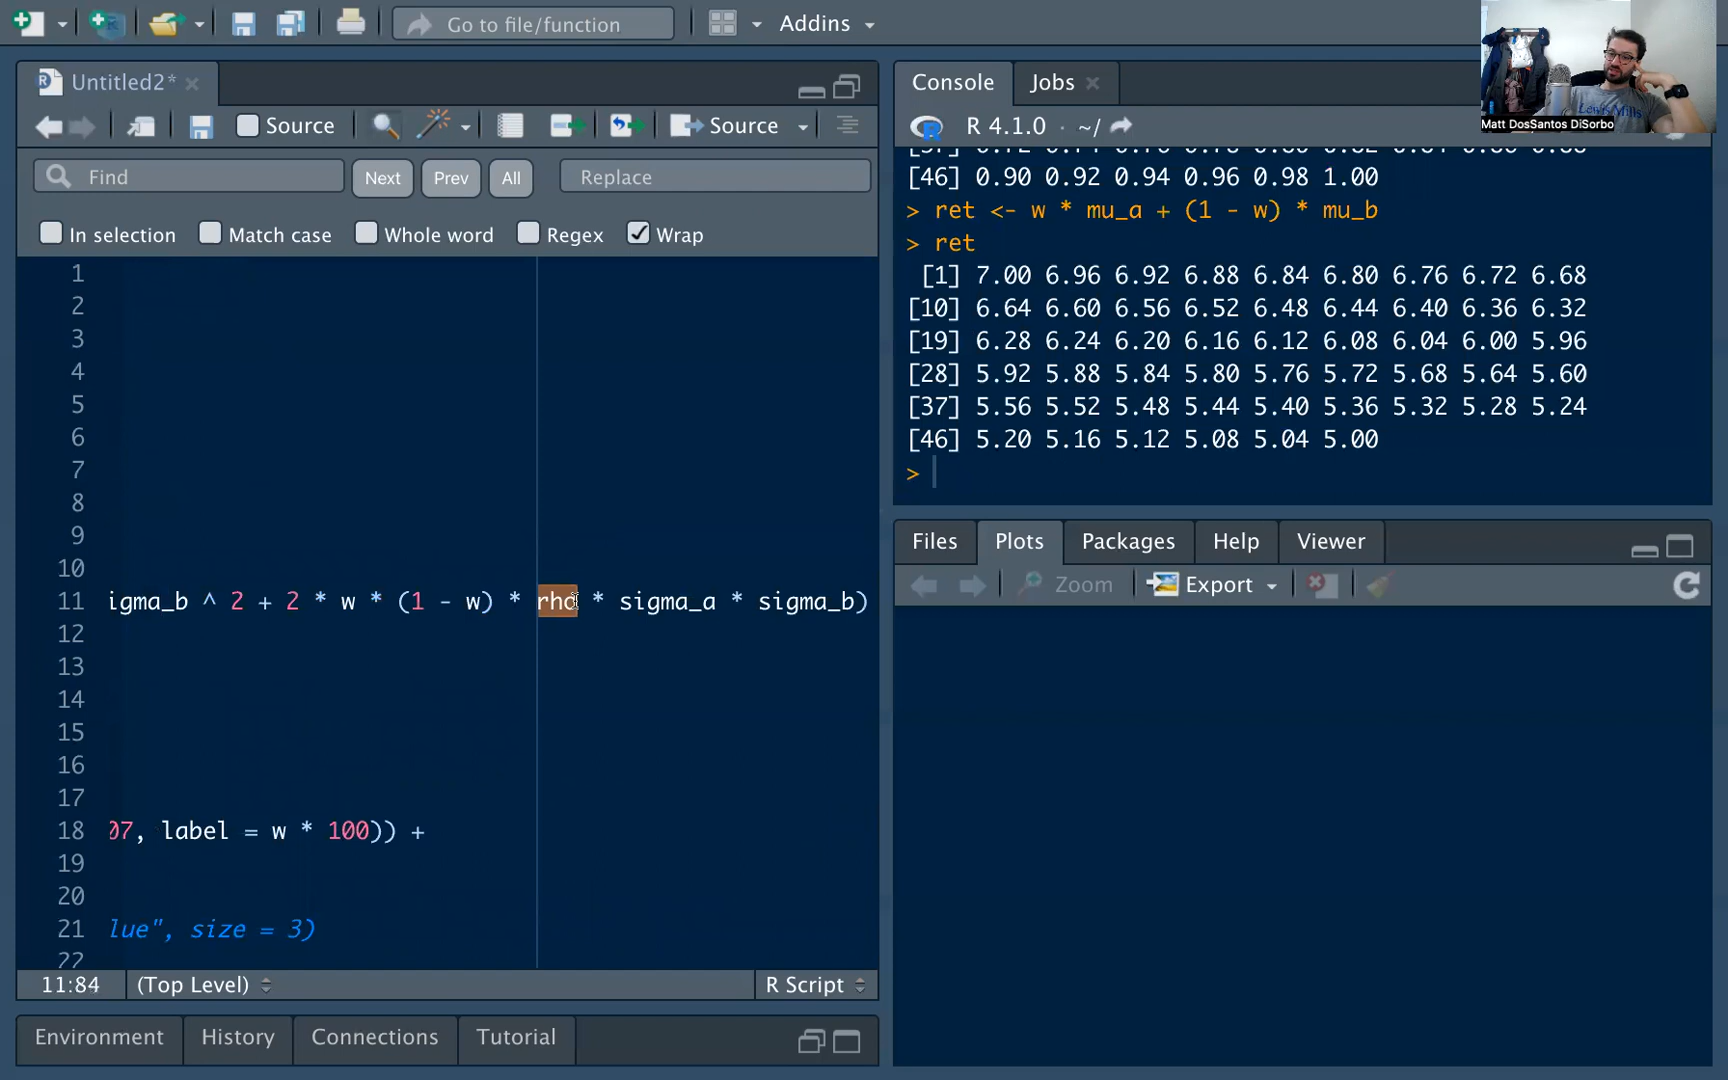 Go to file/function
Addins
Untitled2*
Source
Source
Find
Next
Prev
All
Replace
In selection
Match case
Whole word
Regex
Wrap
1
2
3
4
5
6
7
8
9
10
11 igma_b ^ 2 + 2 * w * (1 - w) * rho * sigma_a * sigma_b)
12
13
14
15
16
17
18 07, label = w * 100)) +
19
20
21 lue", size = 3)
22
11:84
(Top Level)
R Script
Environment
History
Connections
Tutorial
Console
Jobs
R 4.1.0 · ~/
[46] 0.90 0.92 0.94 0.96 0.98 1.00
> ret <- w * mu_a + (1 - w) * mu_b
> ret
[1] 7.00 6.96 6.92 6.88 6.84 6.80 6.76 6.72 6.68
[10] 6.64 6.60 6.56 6.52 6.48 6.44 6.40 6.36 6.32
[19] 6.28 6.24 6.20 6.16 6.12 6.08 6.04 6.00 5.96
[28] 5.92 5.88 5.84 5.80 5.76 5.72 5.68 5.64 5.60
[37] 5.56 5.52 5.48 5.44 5.40 5.36 5.32 5.28 5.24
[46] 5.20 5.16 5.12 5.08 5.04 5.00
>
Files
Plots
Packages
Help
Viewer
Zoom
Export
Matt DosSantos DiSorbo